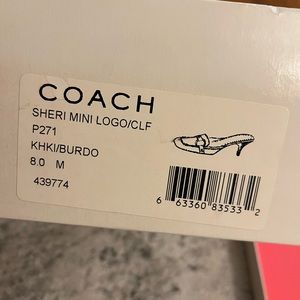 COACH
SHERI MINI LOGO/CLF
P271
KHKI/BURDO
8.0 M
439774
6 63360 83533 2